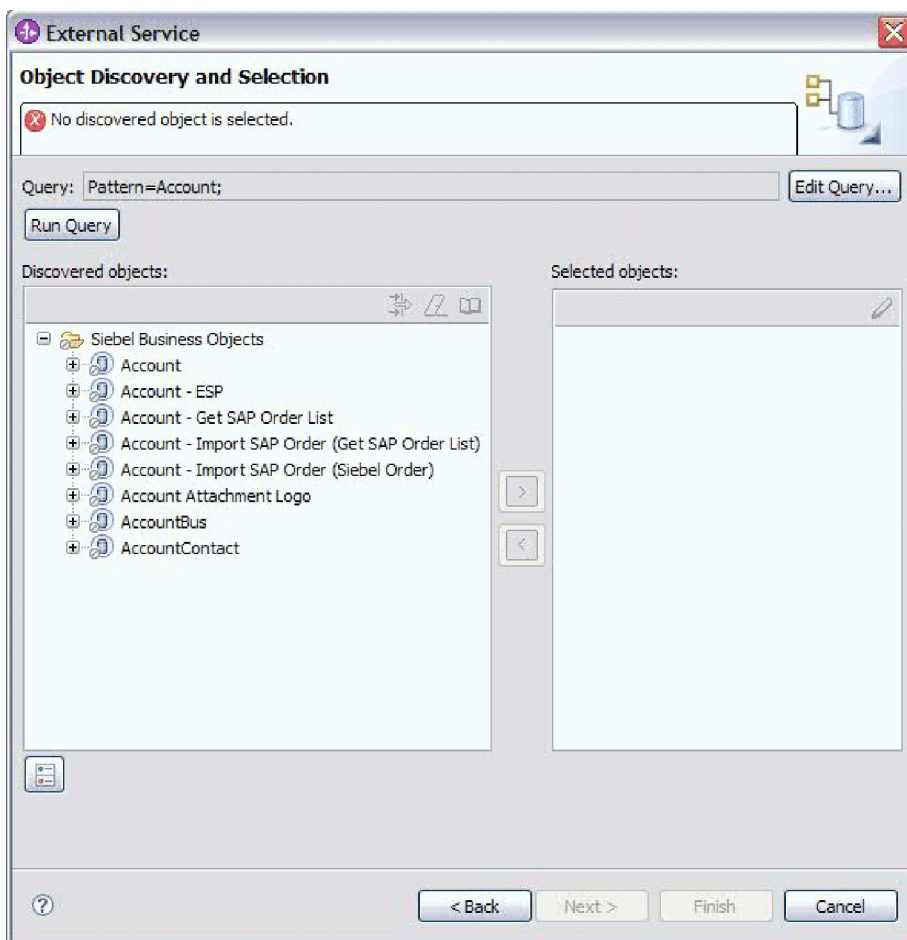 External Service
Object Discovery and Selection
No discovered object is selected.
Query: Pattern=Account;
Edit Query...
Run Query
Discovered objects:
Selected objects:
Siebel Business Objects
Account
Account - ESP
Account - Get SAP Order List
Account - Import SAP Order (Get SAP Order List)
Account - Import SAP Order (Siebel Order)
Account Attachment Logo
AccountBus
AccountContact
>
<
?
< Back
Next >
Finish
Cancel